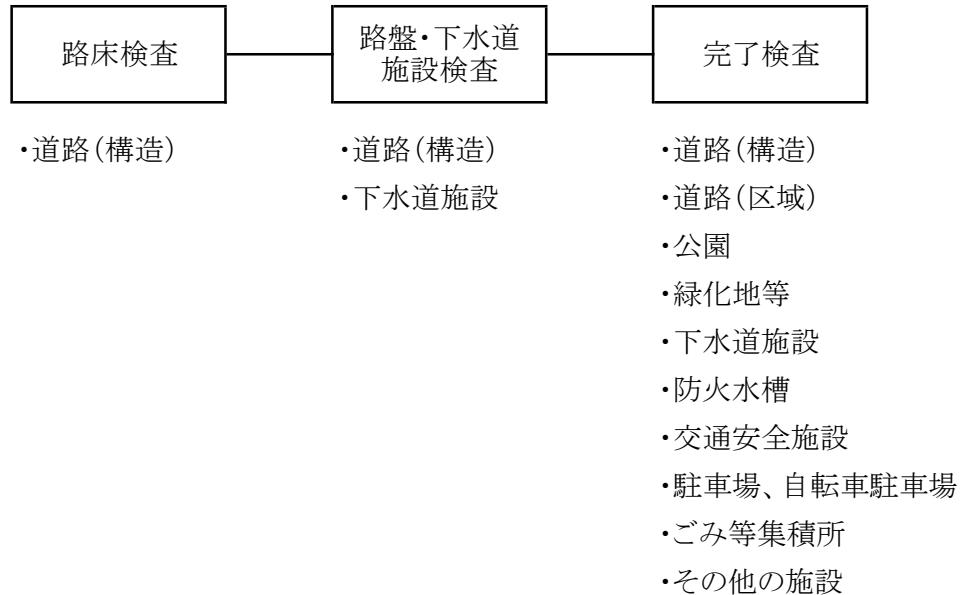 路床検査
路盤・下水道
施設検査
完了検査
・道路（構造）
・道路（構造）
・下水道施設
・道路（構造）
・道路（区域）
・公園
・緑化地等
・下水道施設
・防火水槽
・交通安全施設
・駐車場、自転車駐車場
・ごみ等集積所
・その他の施設